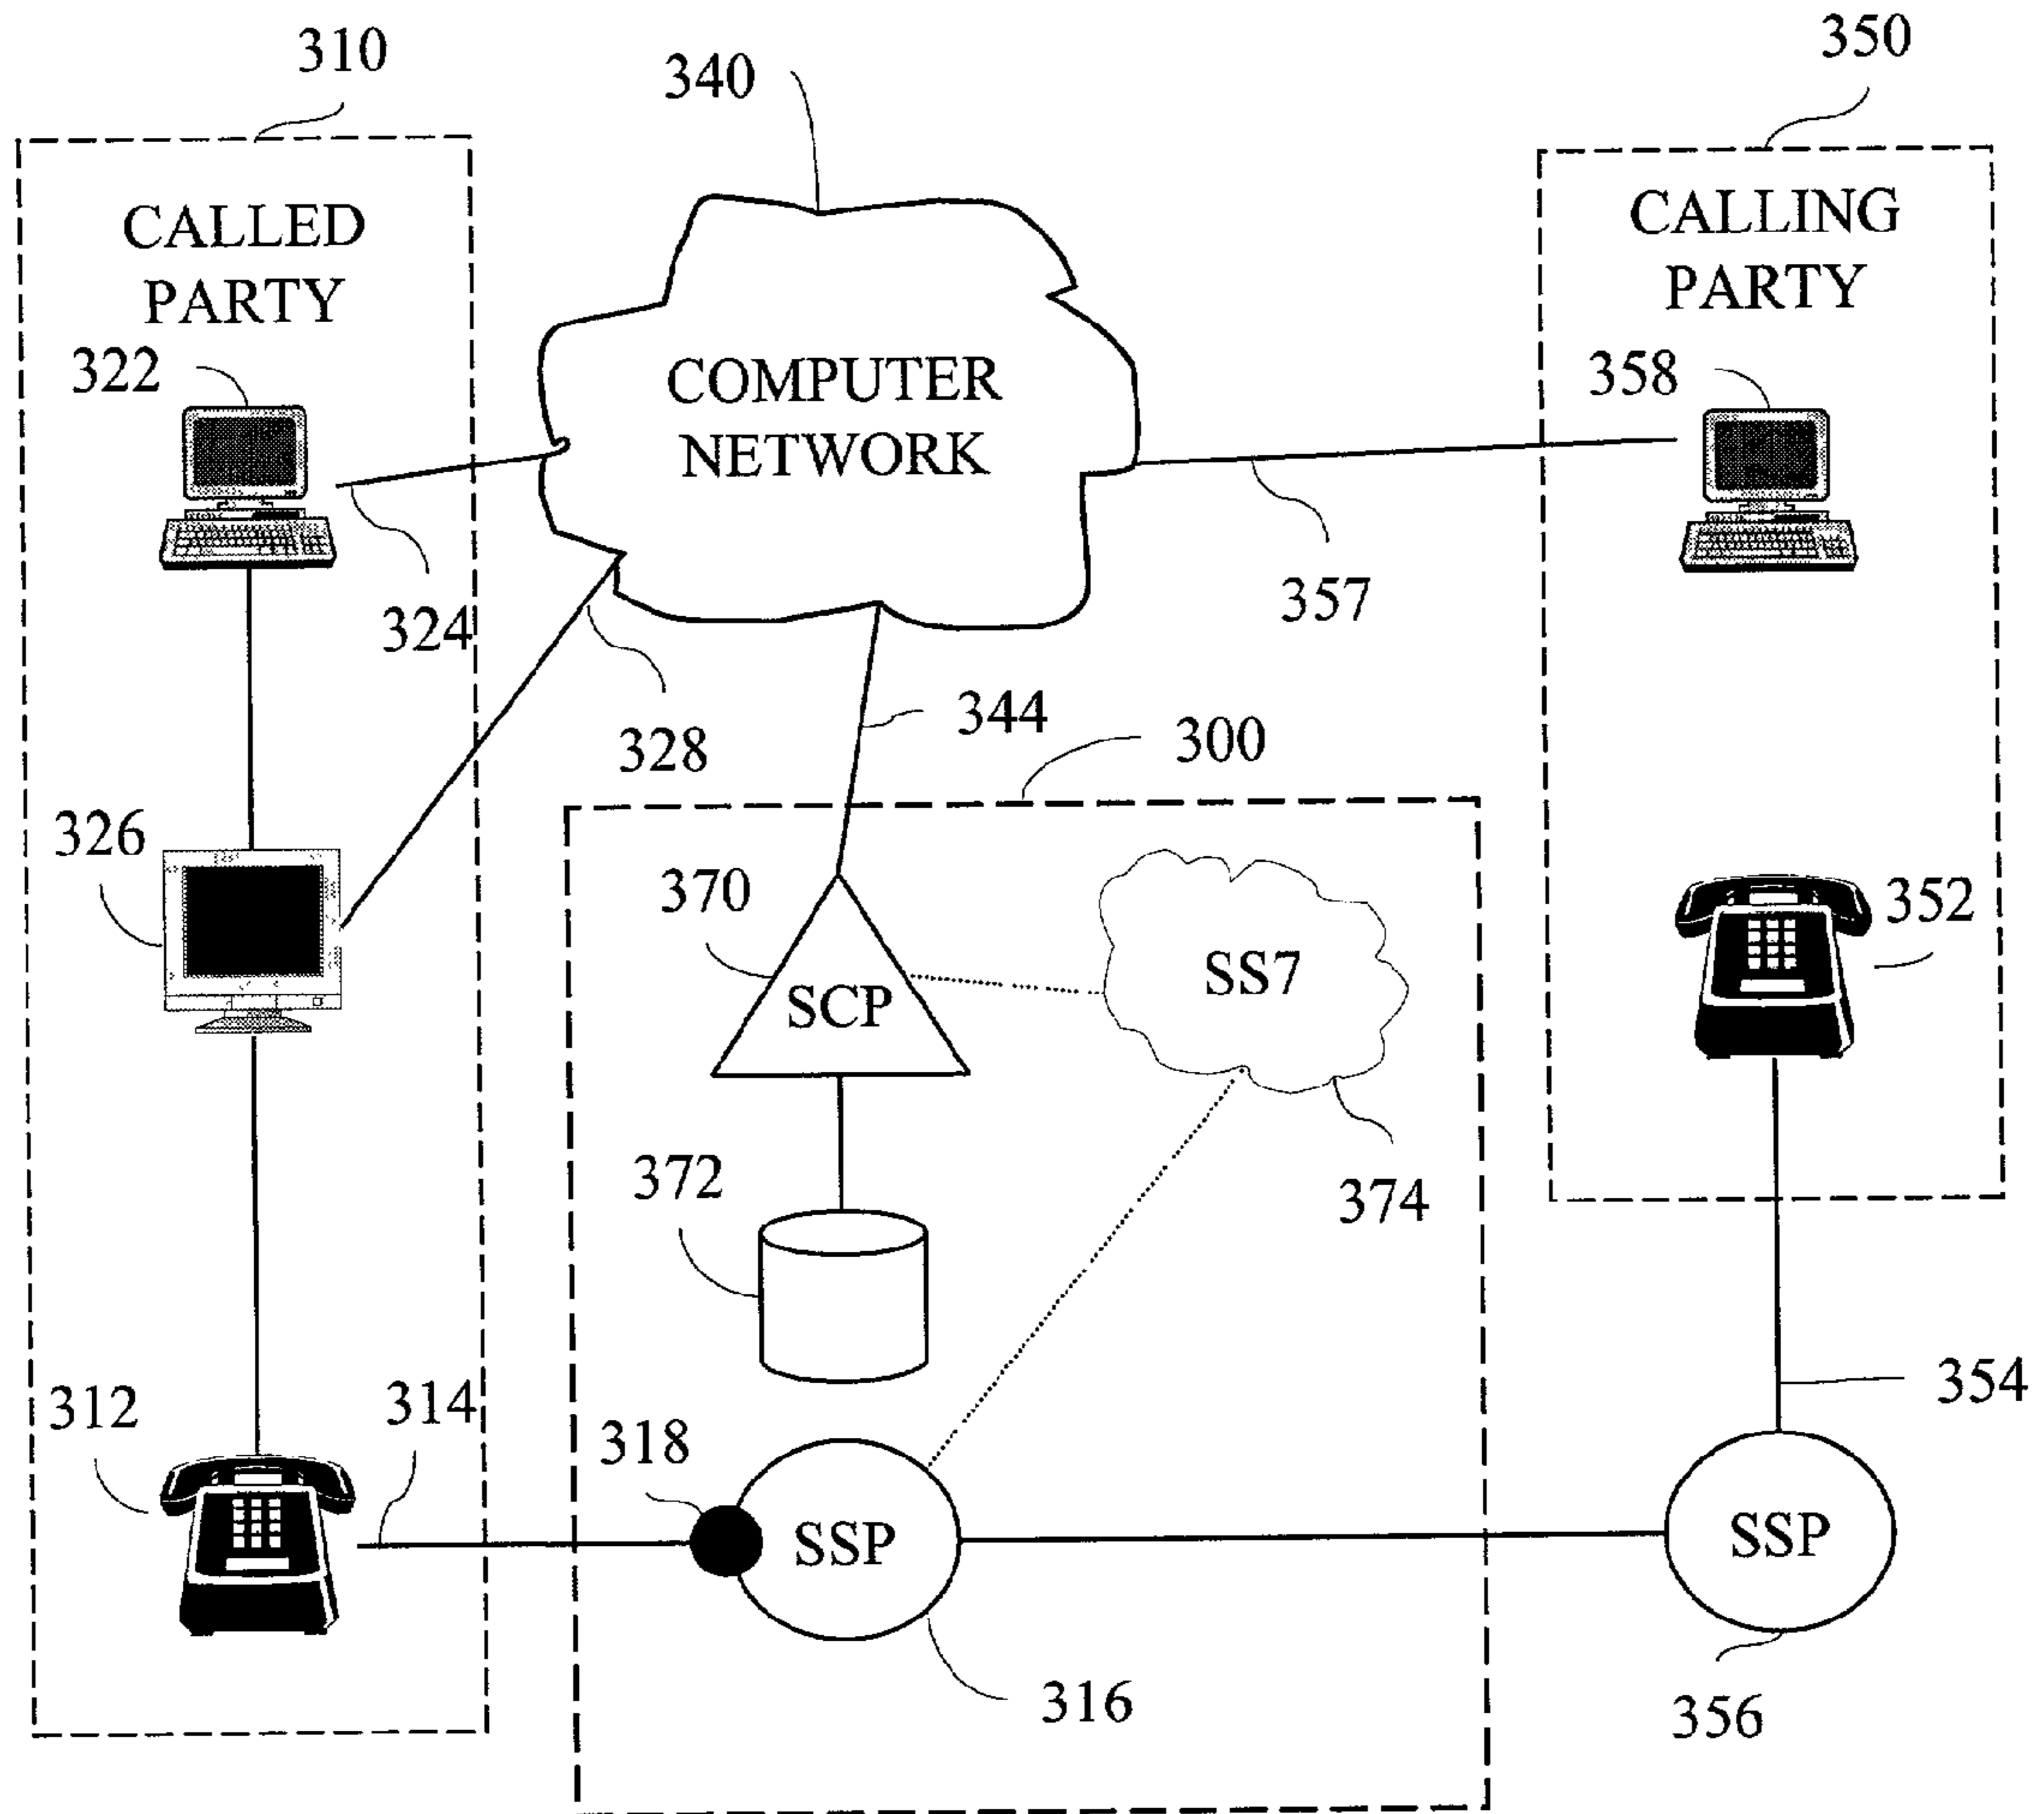 310
350
340
CALLED
PARTY
CALLING
PARTY
322
COMPUTER
NETWORK
358
324
357
328
344
300
326
370
SCP
SS7
352
372
374
312
314
318
SSP
354
SSP
316
356